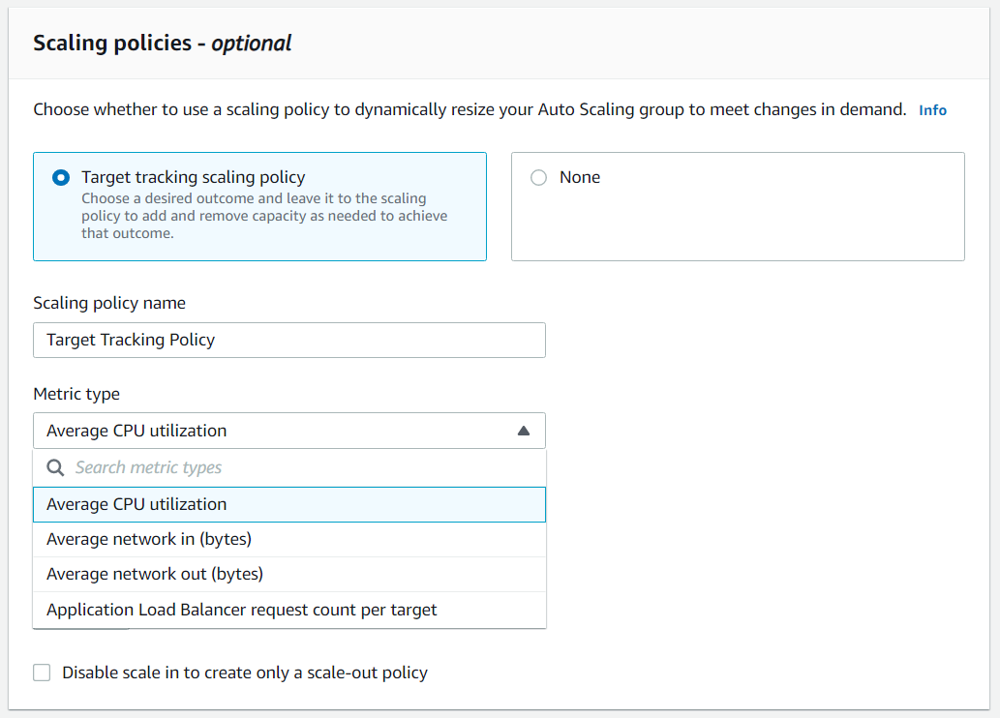 Scaling policies - optional
Choose whether to use a scaling policy to dynamically resize your Auto Scaling group to meet changes in demand. Info
Target tracking scaling policy
Choose a desired outcome and leave it to the scaling
policy to add and remove capacity as needed to achieve
that outcome.
None
Scaling policy name
Target Tracking Policy
Metric type
Average CPU utilization
Search metric types
Average CPU utilization
Average network in (bytes)
Average network out (bytes)
Application Load Balancer request count per target
Disable scale in to create only a scale-out policy